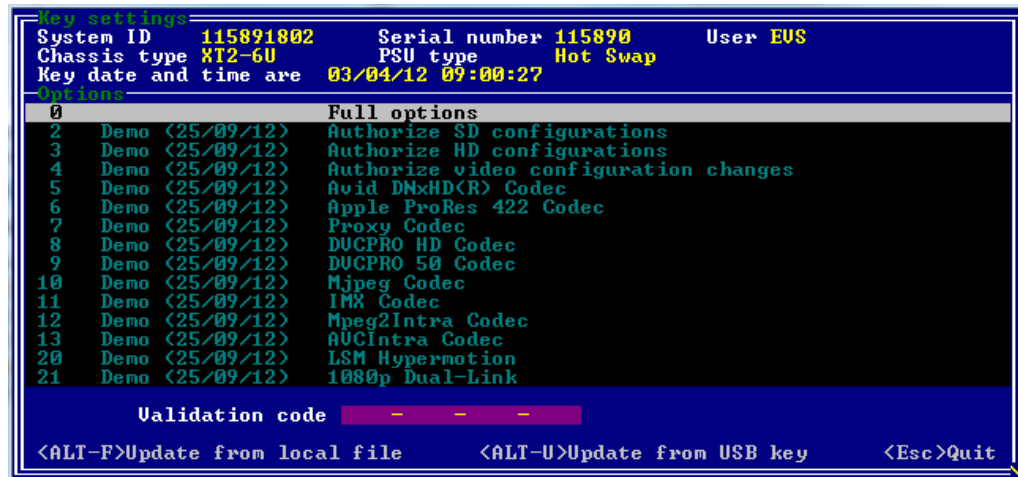 Key settings
System ID 115891802 Serial number 115890 User EVS
Chassis type XT2-6U PSU type Hot Swap
Key date and time are 03/04/12 09:00:27
Options
0 Full options
2 Demo (25/09/12) Authorize SD configurations
3 Demo (25/09/12) Authorize HD configurations
4 Demo (25/09/12) Authorize video configuration changes
5 Demo (25/09/12) Avid DNxHD(R) Codec
6 Demo (25/09/12) Apple ProRes 422 Codec
7 Demo (25/09/12) Proxy Codec
8 Demo (25/09/12) DVCPRO HD Codec
9 Demo (25/09/12) DVCPRO 50 Codec
10 Demo (25/09/12) Mjpeg Codec
11 Demo (25/09/12) IMX Codec
12 Demo (25/09/12) Mpeg2Intra Codec
13 Demo (25/09/12) AVCIntra Codec
20 Demo (25/09/12) LSM Hypermotion
21 Demo (25/09/12) 1080p Dual-Link
Validation code - - -
<ALT-F>Update from local file <ALT-U>Update from USB key <Esc>Quit